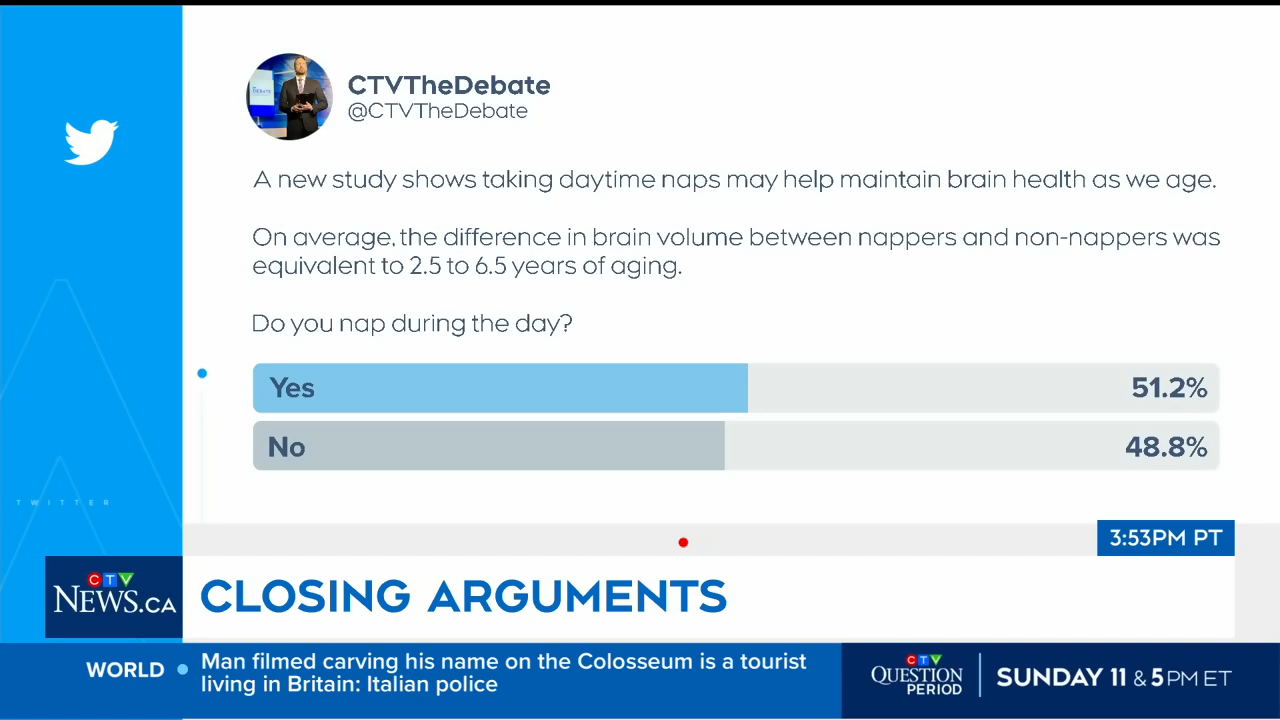 CTVTheDebate
@CTVTheDebate
A new study shows taking daytime naps may help maintain brain health as we age.
On average, the difference in brain volume between nappers and non-nappers was
equivalent to 2.5 to 6.5 years of aging.
Do you nap during the day?
Yes 51.2%
No 48.8%
TWITTER
3:53PM PT
CTV
NEWS.CA
CLOSING ARGUMENTS
WORLD
Man filmed carving his name on the Colosseum is a tourist
living in Britain: Italian police
CTV
QUESTION
PERIOD
SUNDAY 11 & 5PM ET